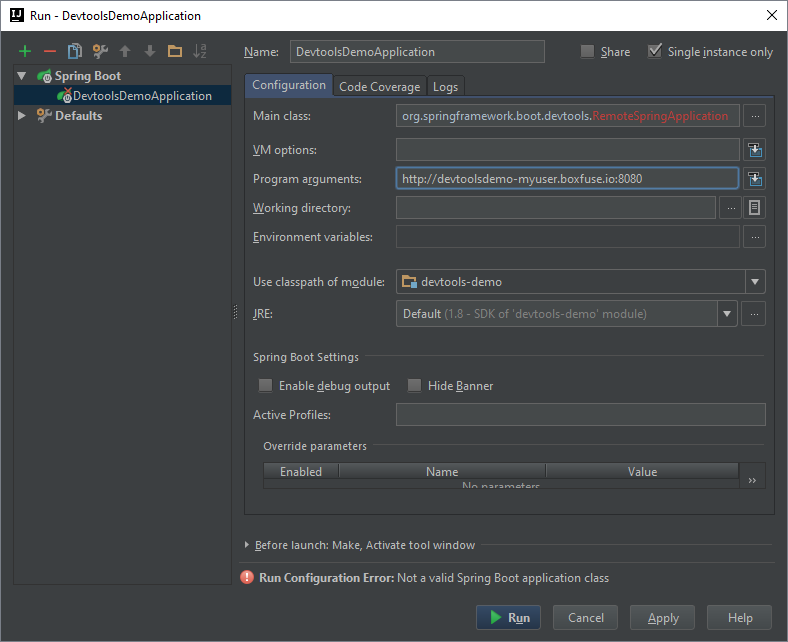 Run - DevtoolsDemoApplication
Name: DevtoolsDemoApplication Share Single instance only
Spring Boot
DevtoolsDemoApplication
Defaults
Configuration Code Coverage Logs
Main class: org.springframework.boot.devtools.RemoteSpringApplication ...
VM options:
Program arguments: http://devtoolsdemo-myuser.boxfuse.io:8080
Working directory: ...
Environment variables: ...
Use classpath of module: devtools-demo
JRE: Default (1.8 - SDK of 'devtools-demo' module) ...
Spring Boot Settings
Enable debug output Hide Banner
Active Profiles:
Override parameters
Enabled Name Value
No parameters »
Before launch: Make, Activate tool window
Run Configuration Error: Not a valid Spring Boot application class
Run Cancel Apply Help